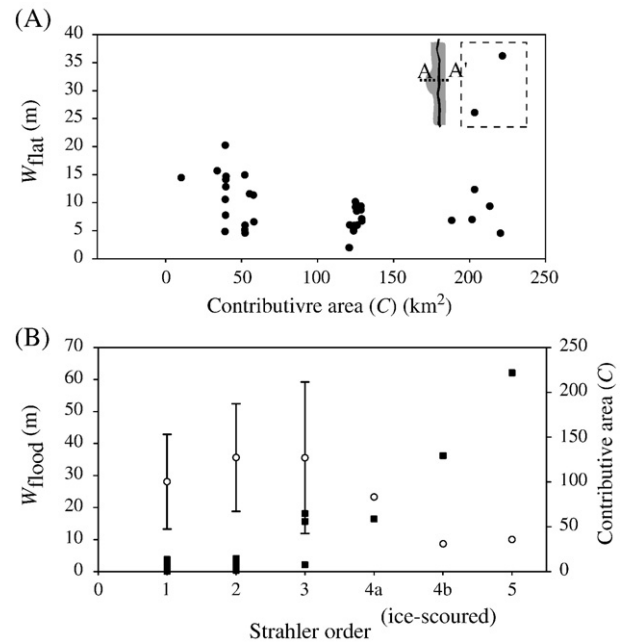 (A)
40
35
30
25
20
15
10
5
0
W_flat (m)
A A'
0 50 100 150 200 250
Contributivre area (C) (km²)
(B)
70
60
50
40
30
20
10
0
W_flood (m)
250
200
150
100
50
0
Contributive area (C)
0 1 2 3 4a 4b 5
(ice-scoured)
Strahler order